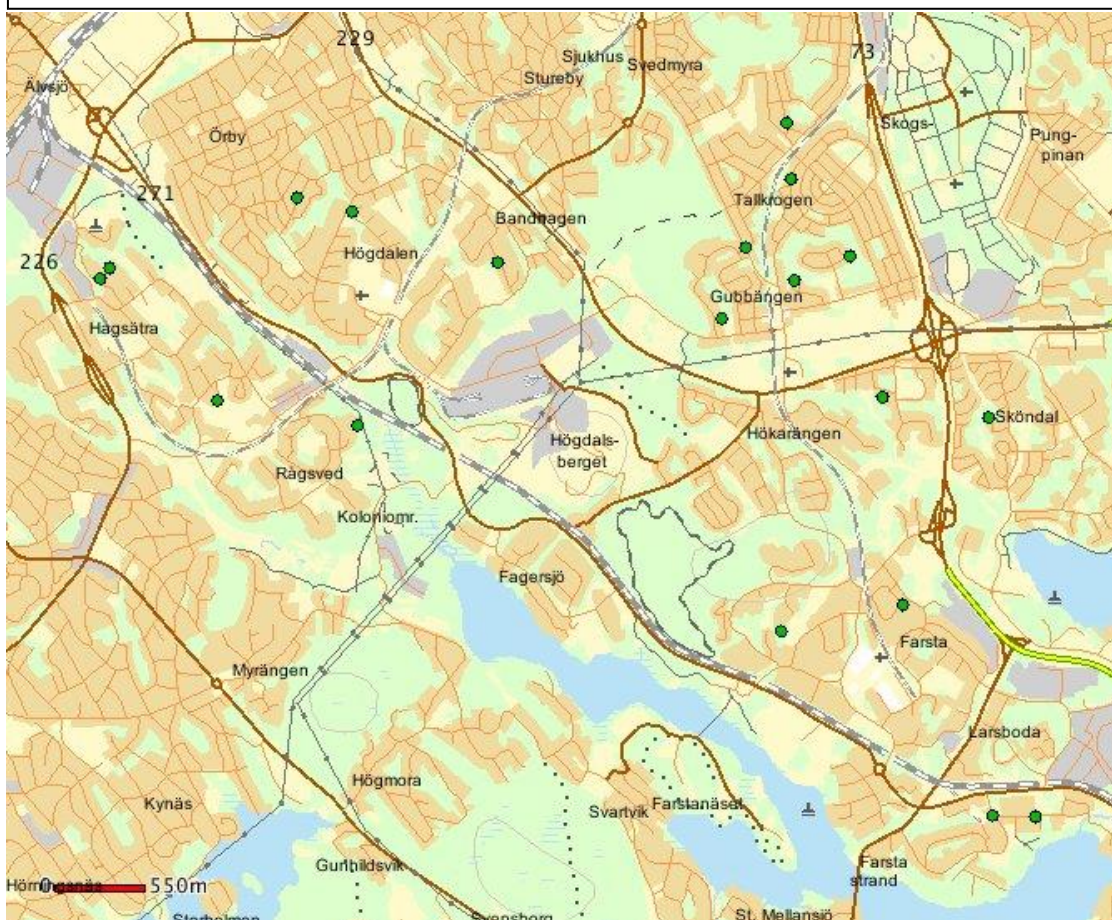 229
Sjukhus
Svedmyra
73
Stureby
Älvsjö
Örby
Skogs-
Pung-
pinan
271
Tallkrogen
Bandhagen
Högdalen
226
Gubbängen
Hagsätra
Sköndal
Hökarängen
Högdals-
berget
Rågsved
Koloniomr.
Fagersjö
Farsta
Myrängen
Larsboda
Högmora
Kynäs
Svartvik
Farstanäset
Gunhildsvik
Farsta
strand
0 550m
St. Mellansjö